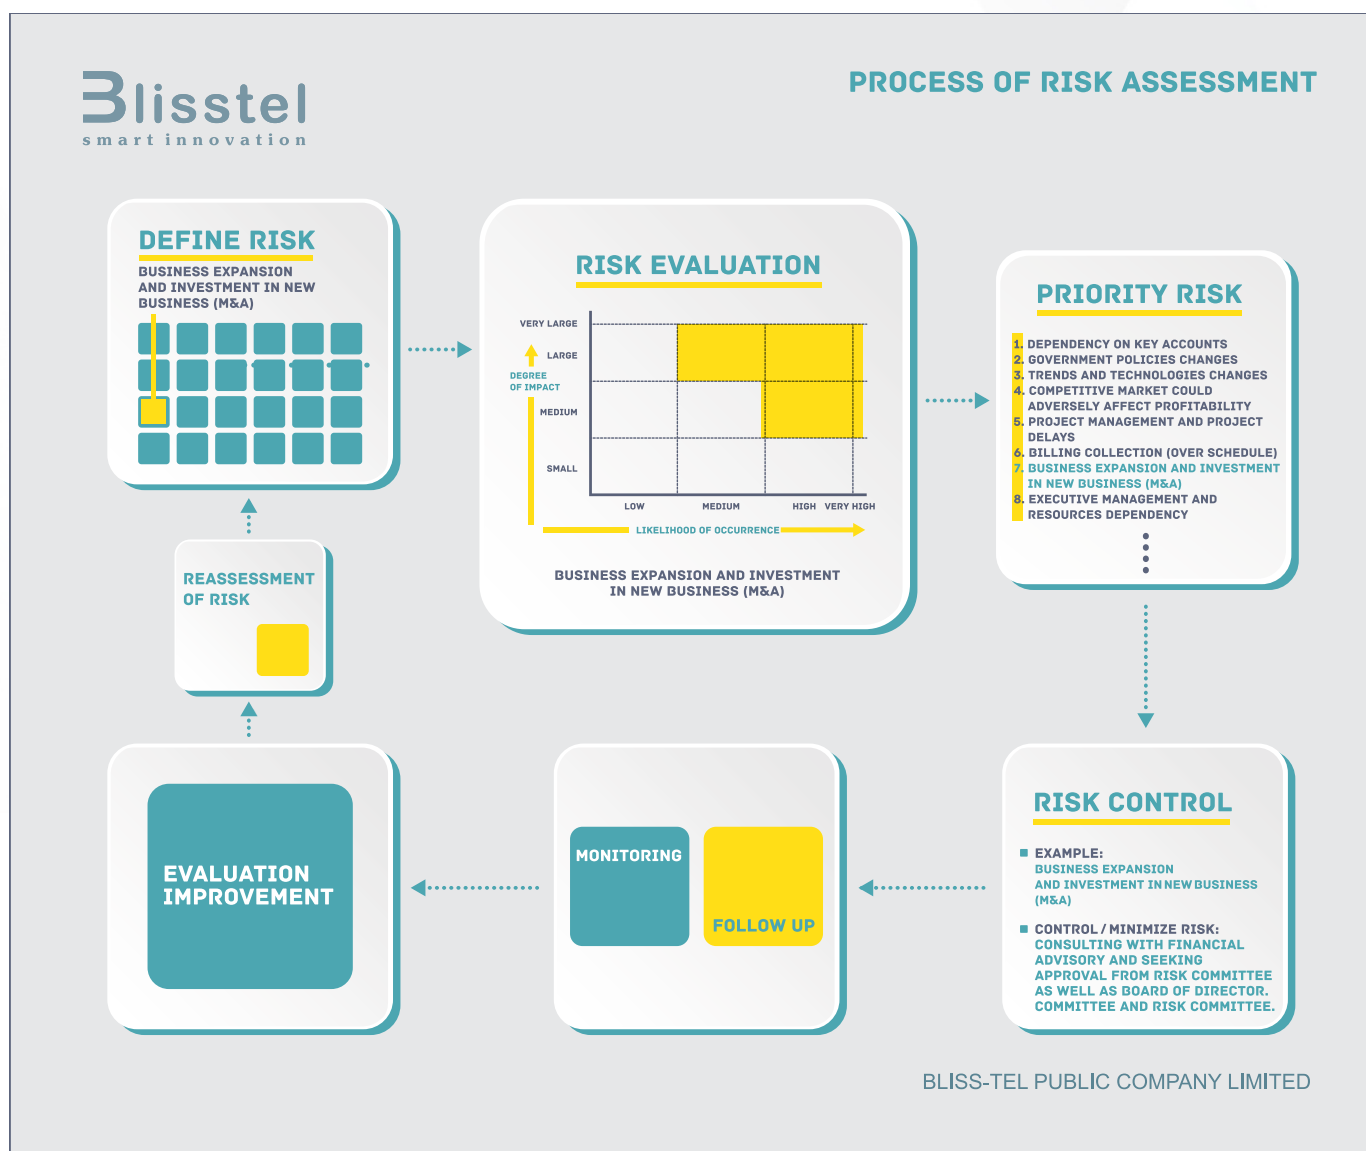 Blisstel
smart innovation
PROCESS OF RISK ASSESSMENT
DEFINE RISK
BUSINESS EXPANSION
AND INVESTMENT IN NEW
BUSINESS (M&A)
RISK EVALUATION
VERY LARGE
LARGE
DEGREE
OF IMPACT
MEDIUM
SMALL
LOW
MEDIUM
HIGH
VERY HIGH
LIKELIHOOD OF OCCURRENCE
BUSINESS EXPANSION AND INVESTMENT
IN NEW BUSINESS (M&A)
PRIORITY RISK
1. DEPENDENCY ON KEY ACCOUNTS
2. GOVERNMENT POLICIES CHANGES
3. TRENDS AND TECHNOLOGIES CHANGES
4. COMPETITIVE MARKET COULD
ADVERSELY AFFECT PROFITABILITY
5. PROJECT MANAGEMENT AND PROJECT
DELAYS
6. BILLING COLLECTION (OVER SCHEDULE)
7. BUSINESS EXPANSION AND INVESTMENT
IN NEW BUSINESS (M&A)
8. EXECUTIVE MANAGEMENT AND
RESOURCES DEPENDENCY
RISK CONTROL
EXAMPLE:
BUSINESS EXPANSION
AND INVESTMENT IN NEW BUSINESS
(M&A)
CONTROL / MINIMIZE RISK:
CONSULTING WITH FINANCIAL
ADVISORY AND SEEKING
APPROVAL FROM RISK COMMITTEE
AS WELL AS BOARD OF DIRECTOR.
COMMITTEE AND RISK COMMITTEE.
MONITORING
FOLLOW UP
EVALUATION
IMPROVEMENT
REASSESSMENT
OF RISK
BLISS-TEL PUBLIC COMPANY LIMITED